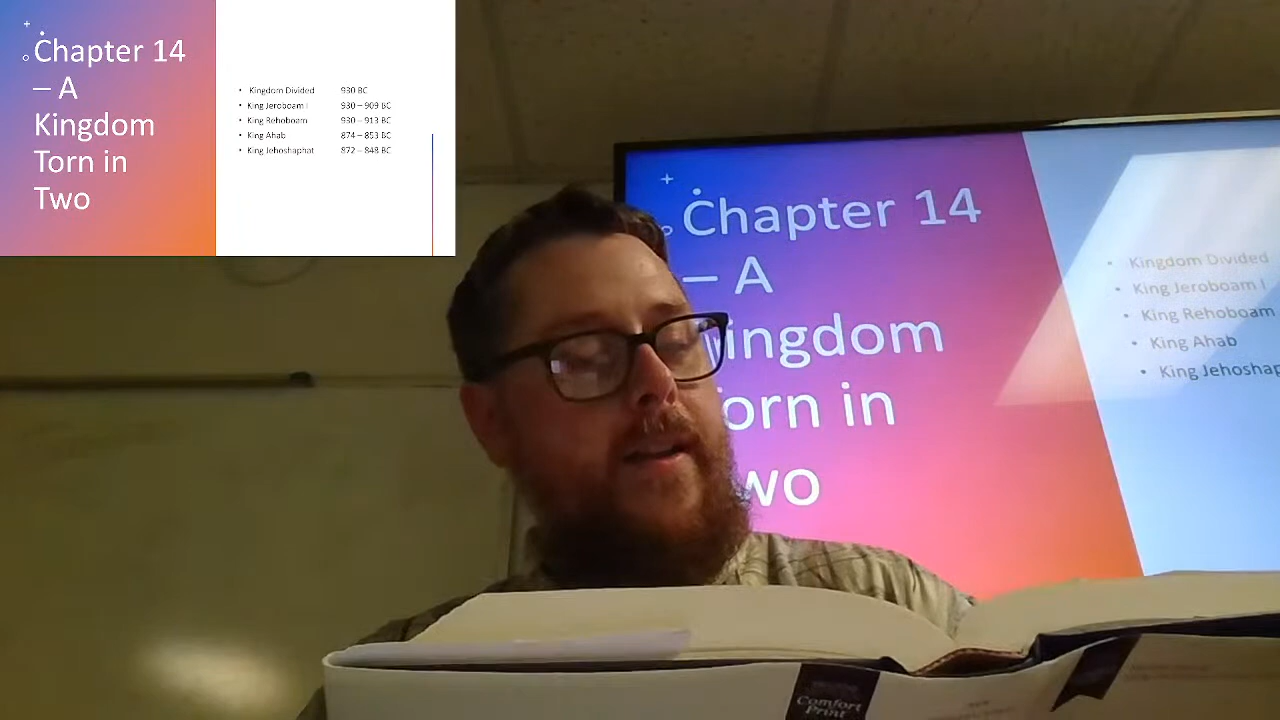 Chapter 14
– A
Kingdom
Torn in
Two
• Kingdom Divided 930 BC
• King Jeroboam I 930 – 909 BC
• King Rehoboam 930 – 913 BC
• King Ahab 874 – 853 BC
• King Jehoshaphat 872 – 848 BC
Chapter 14
– A
ingdom
orn in
wo
• Kingdom Divided
• King Jeroboam I
• King Rehoboam
• King Ahab
• King Jehoshap
Comfort
Print